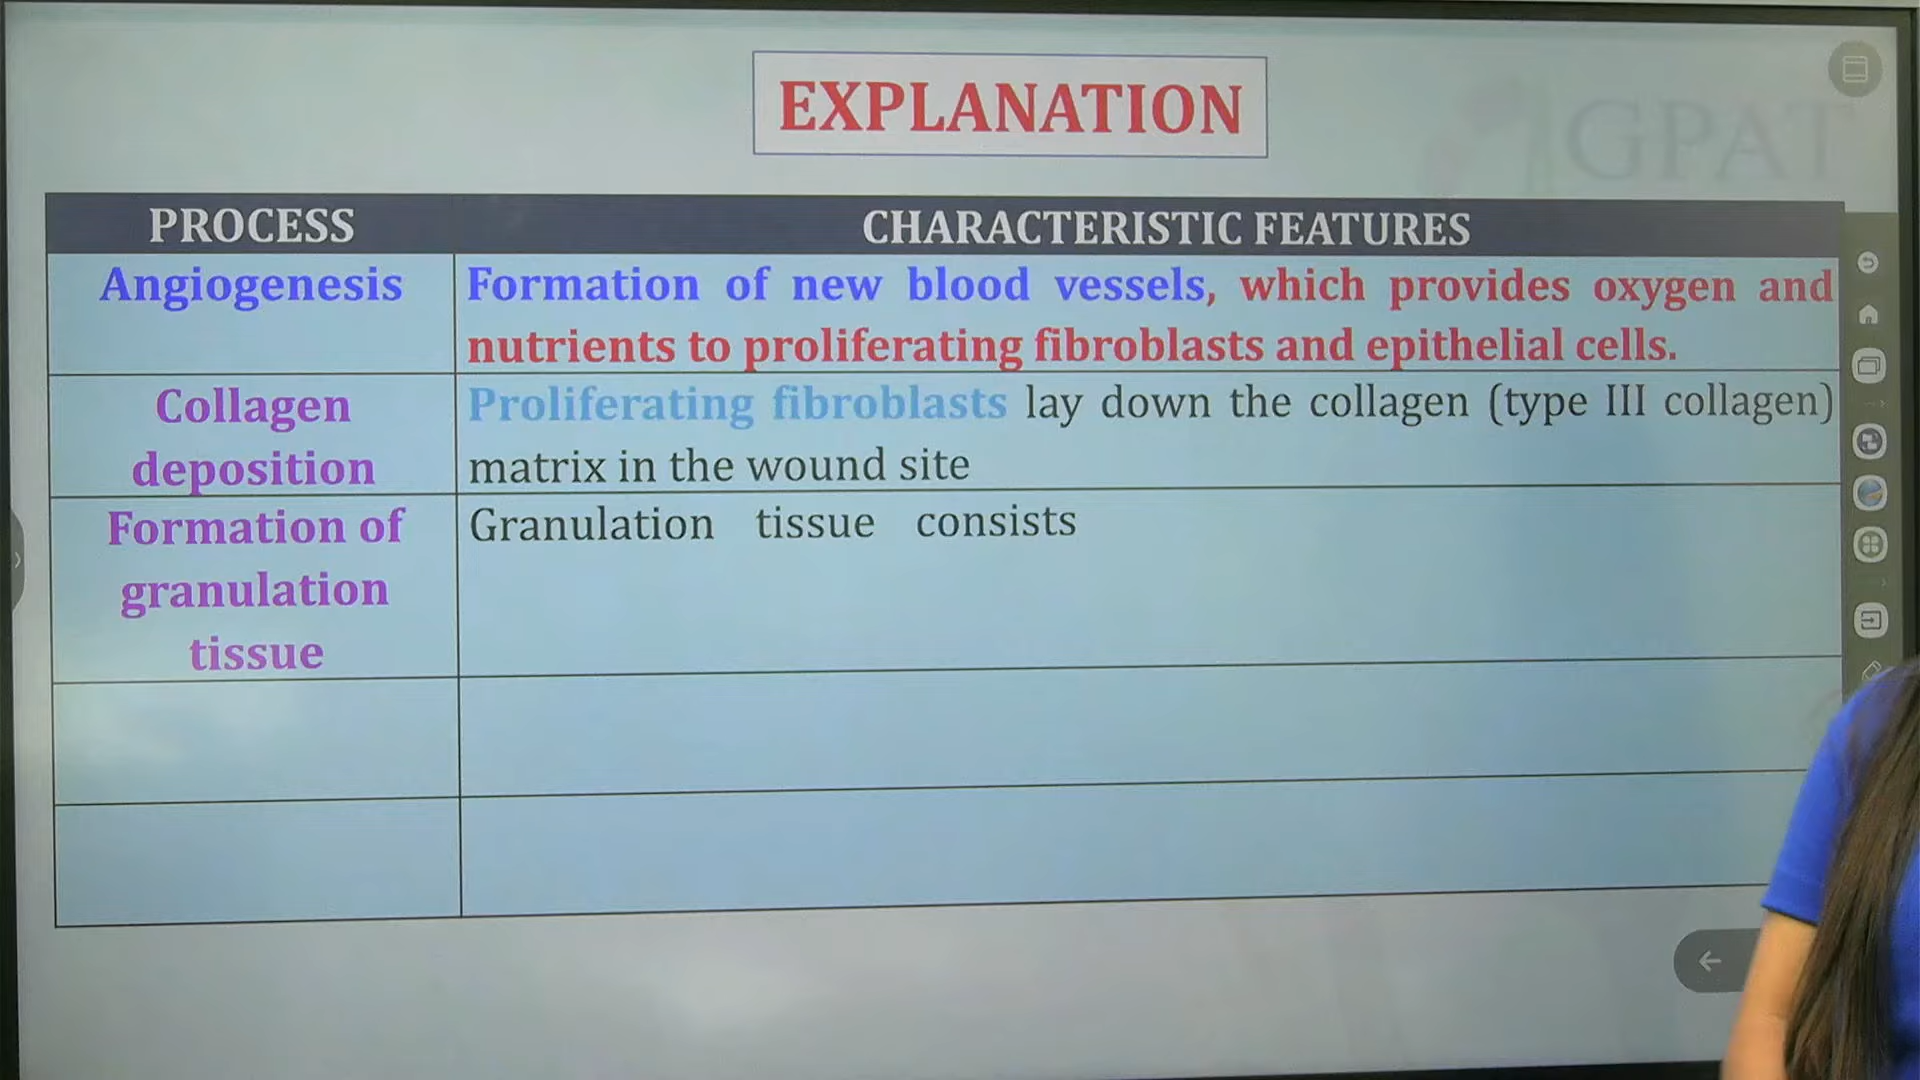 EXPLANATION
GPAT
PROCESS
CHARACTERISTIC FEATURES
Angiogenesis
Formation of new blood vessels, which provides oxygen and
nutrients to proliferating fibroblasts and epithelial cells.
Collagen
deposition
Proliferating fibroblasts lay down the collagen (type III collagen)
matrix in the wound site
Formation of
granulation
tissue
Granulation tissue consists